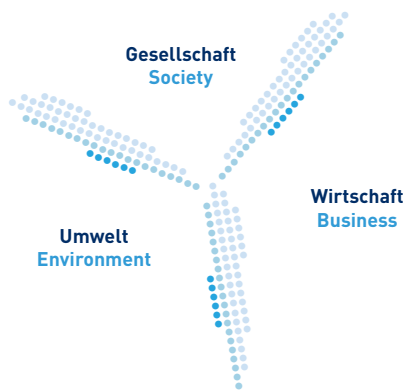 Gesellschaft
Society
Wirtschaft
Business
Umwelt
Environment